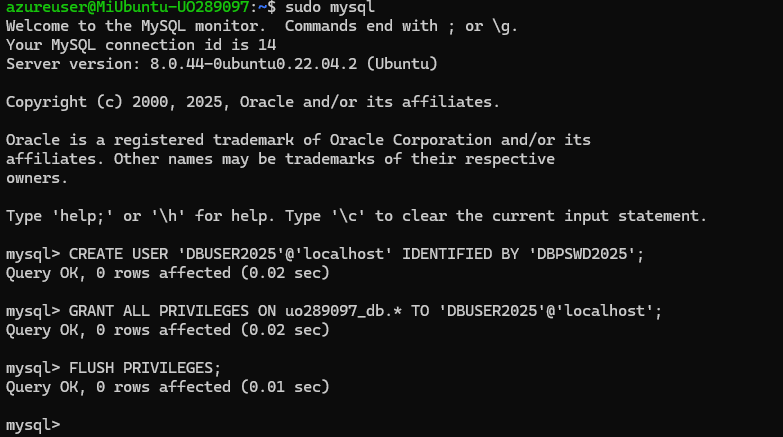 azureuser@MiUbuntu-UO289097:~$ sudo mysql
Welcome to the MySQL monitor.  Commands end with ; or \g.
Your MySQL connection id is 14
Server version: 8.0.44-0ubuntu0.22.04.2 (Ubuntu)
Copyright (c) 2000, 2025, Oracle and/or its affiliates.
Oracle is a registered trademark of Oracle Corporation and/or its
affiliates. Other names may be trademarks of their respective
owners.
Type 'help;' or '\h' for help. Type '\c' to clear the current input statement.
mysql> CREATE USER 'DBUSER2025'@'localhost' IDENTIFIED BY 'DBPSWD2025';
Query OK, 0 rows affected (0.02 sec)
mysql> GRANT ALL PRIVILEGES ON uo289097_db.* TO 'DBUSER2025'@'localhost';
Query OK, 0 rows affected (0.02 sec)
mysql> FLUSH PRIVILEGES;
Query OK, 0 rows affected (0.01 sec)
mysql>